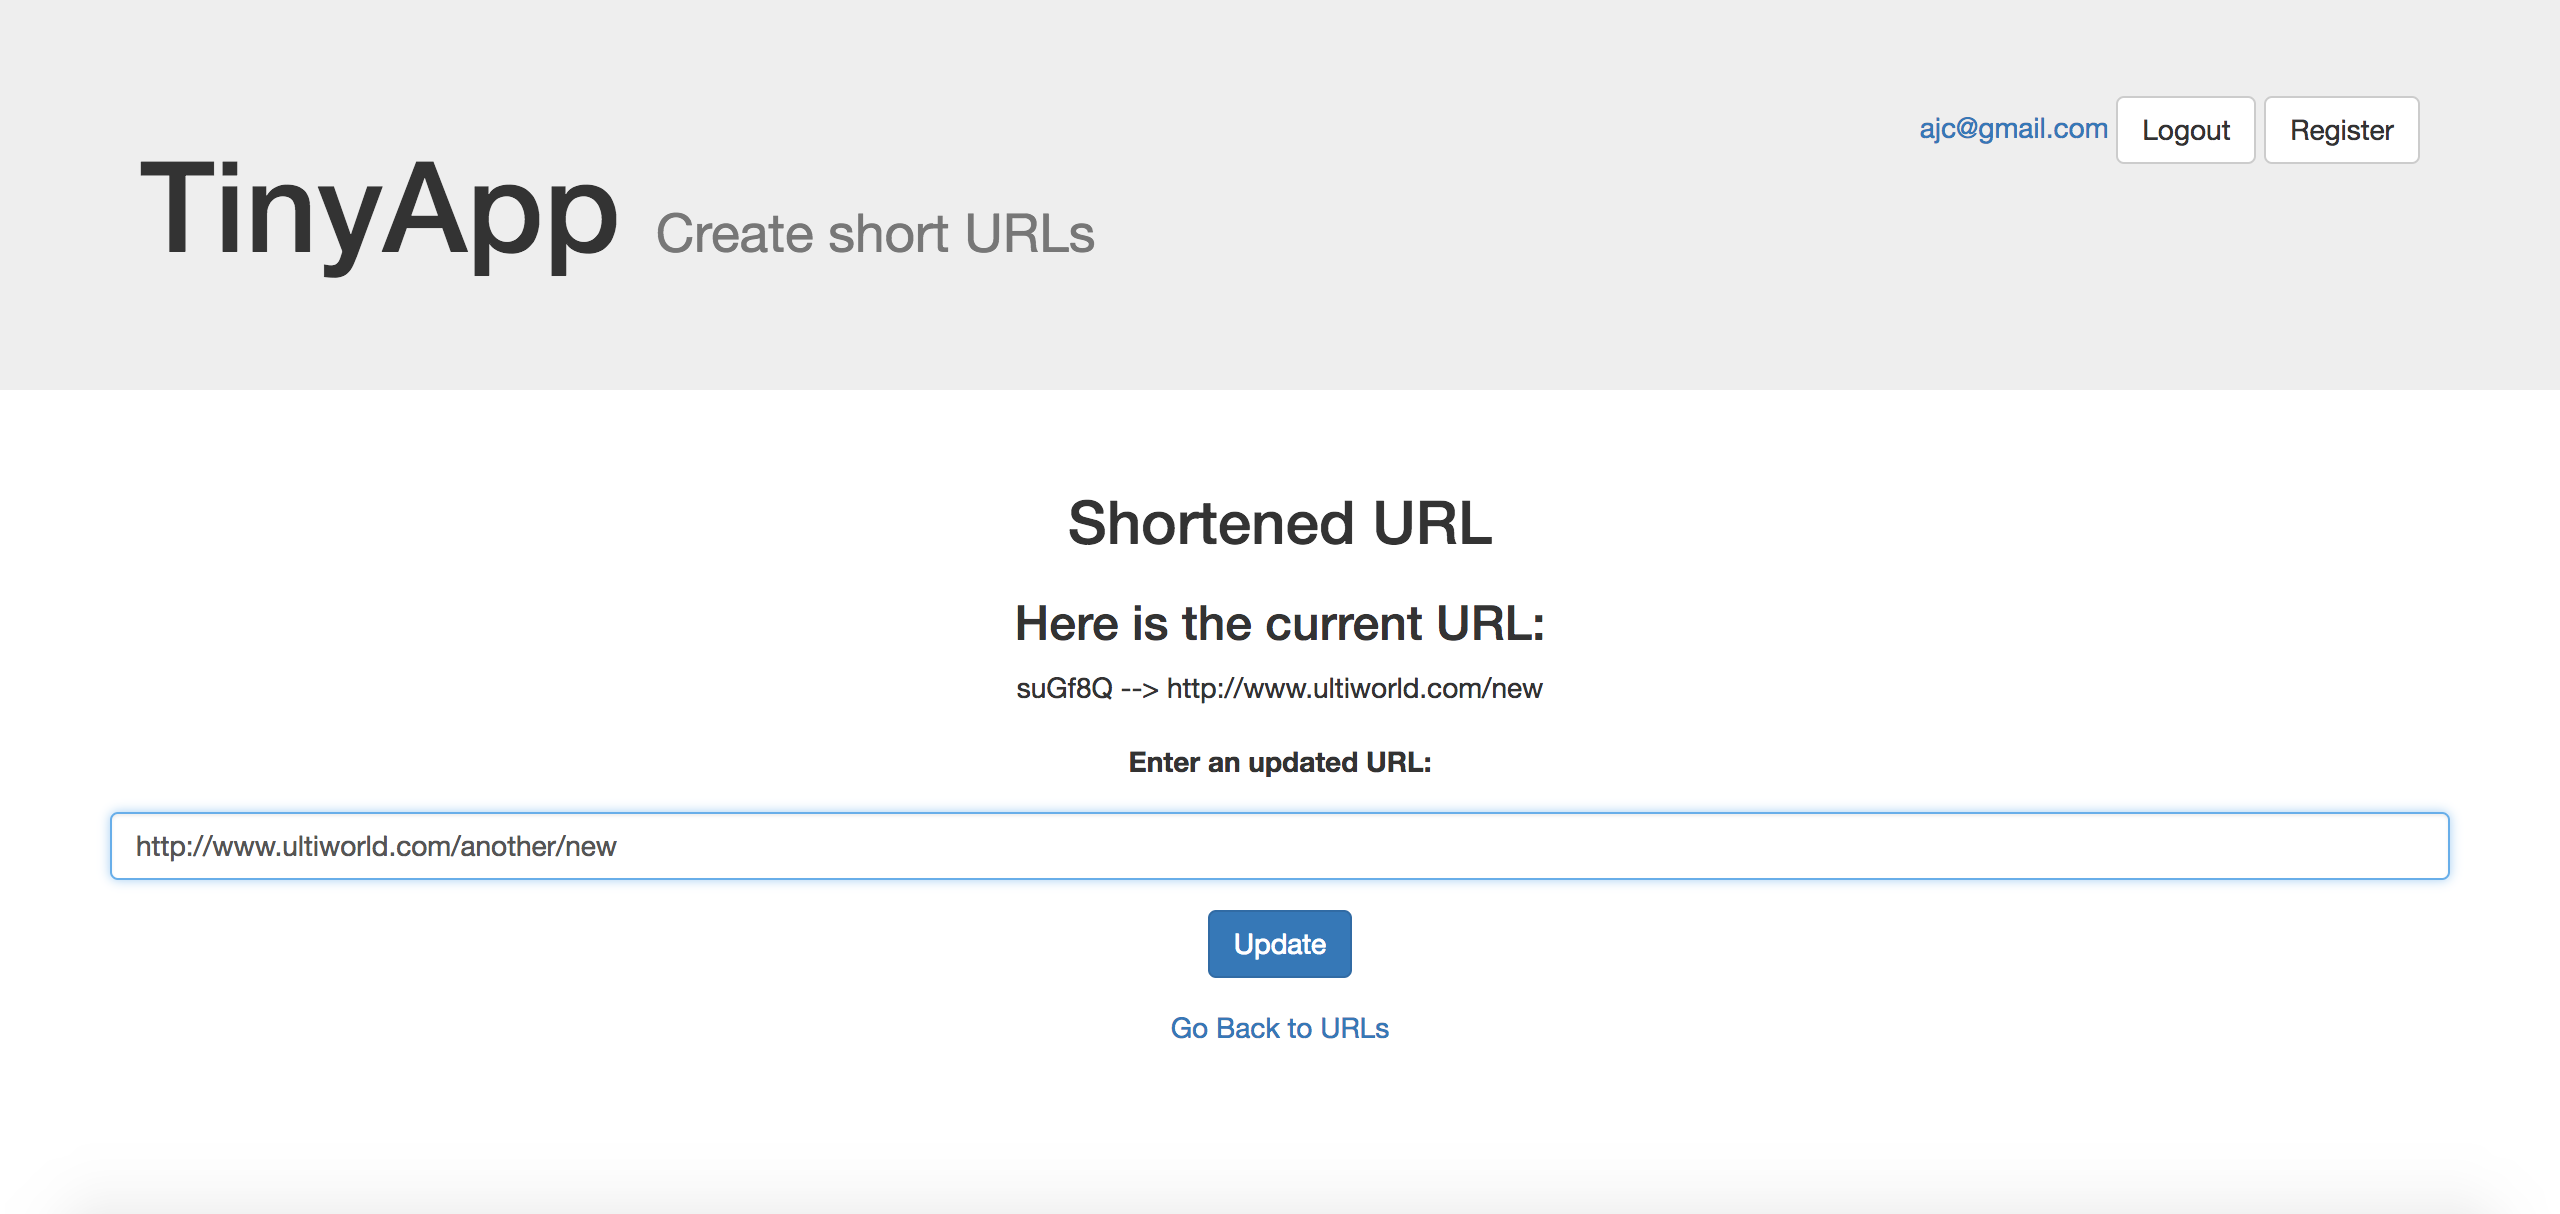 ajc@gmail.com Logout Register
TinyApp Create short URLs
Shortened URL
Here is the current URL:
suGf8Q --> http://www.ultiworld.com/new
Enter an updated URL:
http://www.ultiworld.com/another/new
Update
Go Back to URLs